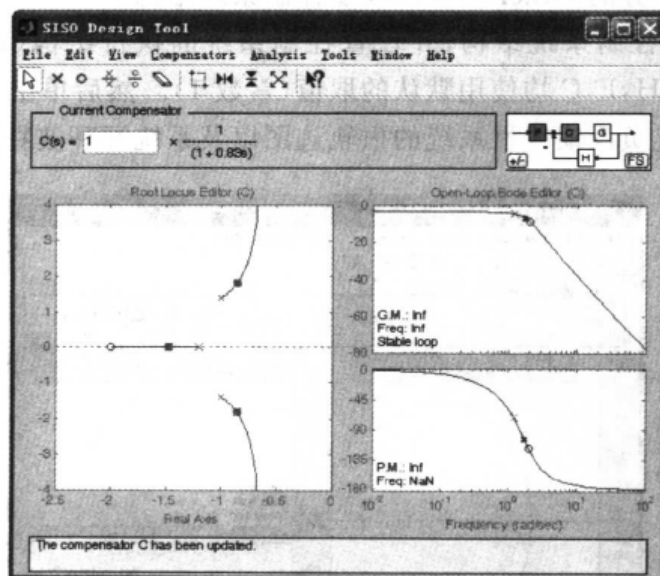 SISO Design Tool
File Edit View Compensators Analysis Tools Window Help
Current Compensator
C(s) = 1 × 1
(1 + 0.83s)
F C G
H
+/- FS
Root Locus Editor (C)
4
3
2
1
0
-1
-2
-3
-4
-2.5 -2 -1.5 -1 -0.5 0
Real Axis
Open-Loop Bode Editor (C)
0
-20
-40
-60
-80
G.M.: Inf
Freq: Inf
Stable loop
0
-45
-90
-135
-180
P.M.: Inf
Freq: NaN
10⁻² 10⁻¹ 10⁰ 10¹ 10²
Frequency (rad/sec)
The compensator C has been updated.